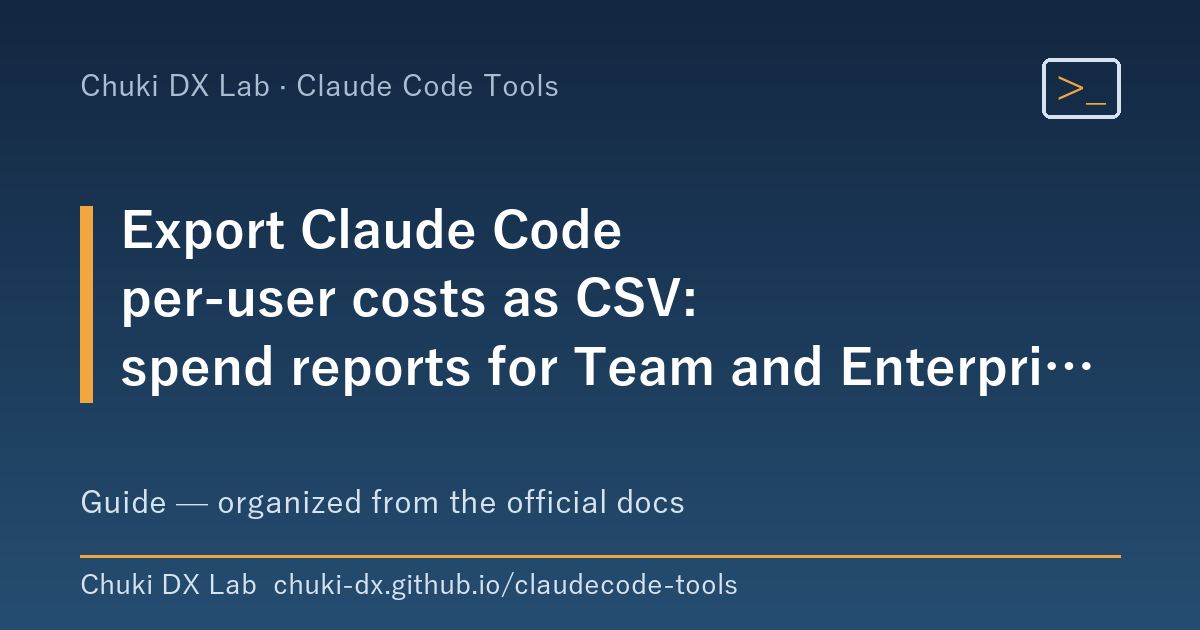 Chuki DX Lab · Claude Code Tools
>_
Export Claude Code
per-user costs as CSV:
spend reports for Team and Enterpri…
Guide — organized from the official docs
Chuki DX Lab chuki-dx.github.io/claudecode-tools